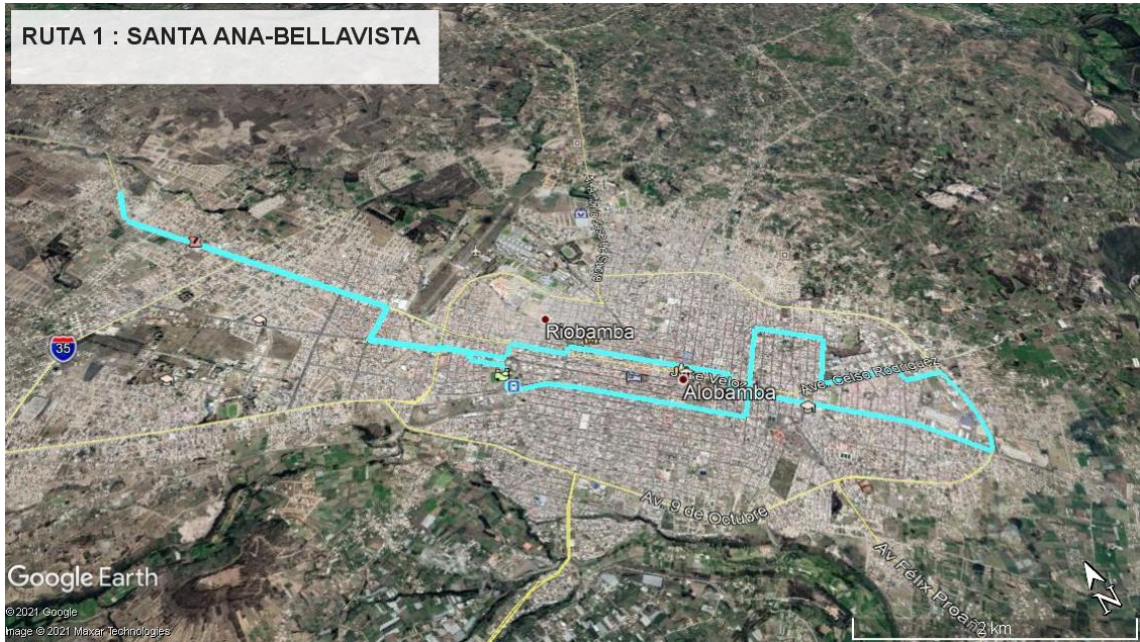 RUTA 1 : SANTA ANA-BELLAVISTA
35
Riobamba
Alobamba
Ave. Celso Rodríguez
Av. 9 de Octubre
Av Félix Proaño
Google Earth
N
2 km
© 2021 Google
Image © 2021 Maxar Technologies